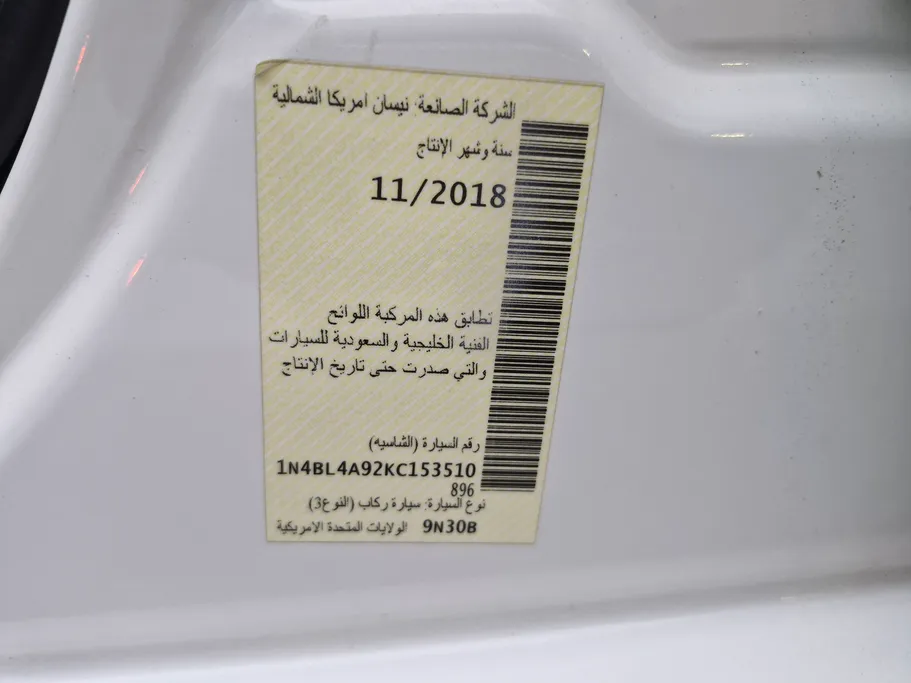 الشركة الصانعة: نيسان امريكا الشمالية
سنة وشهر الإنتاج
11/2018
تطابق هذه المركبة اللوائح
الفنية الخليجية والسعودية للسيارات
والتي صدرت حتى تاريخ الإنتاج
رقم السيارة (الشاسيه)
1N4BL4A92KC153510
896
نوع السيارة: سيارة ركاب (النوع3)
9N30B الولايات المتحدة الامريكية